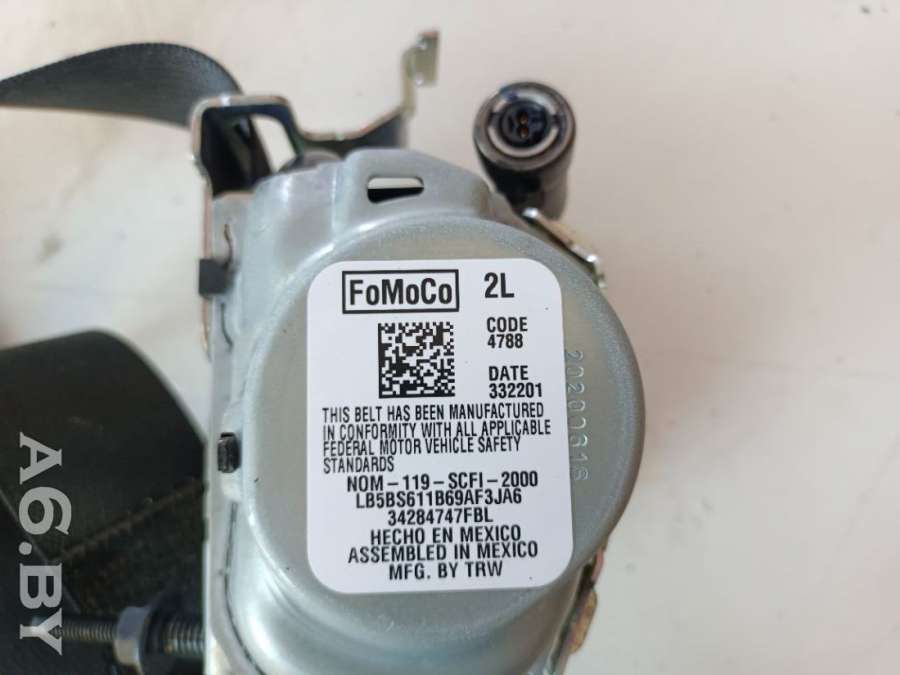 FoMoCo 2L
CODE
4788
DATE
332201
THIS BELT HAS BEEN MANUFACTURED
IN CONFORMITY WITH ALL APPLICABLE
FEDERAL MOTOR VEHICLE SAFETY
STANDARDS
NOM-119-SCFI-2000
LB5BS611B69AF3JA6
34284747FBL
HECHO EN MEXICO
ASSEMBLED IN MEXICO
MFG. BY TRW
A6.BY